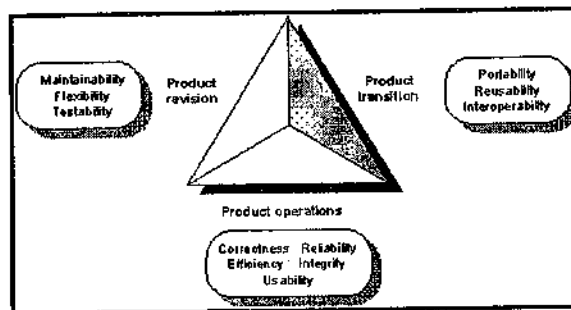 Maintainability
Flexibility
Testability
Product
revision
Product
transition
Portability
Reusability
Interoperability
Product operations
Correctness Reliability
Efficiency Integrity
Usability